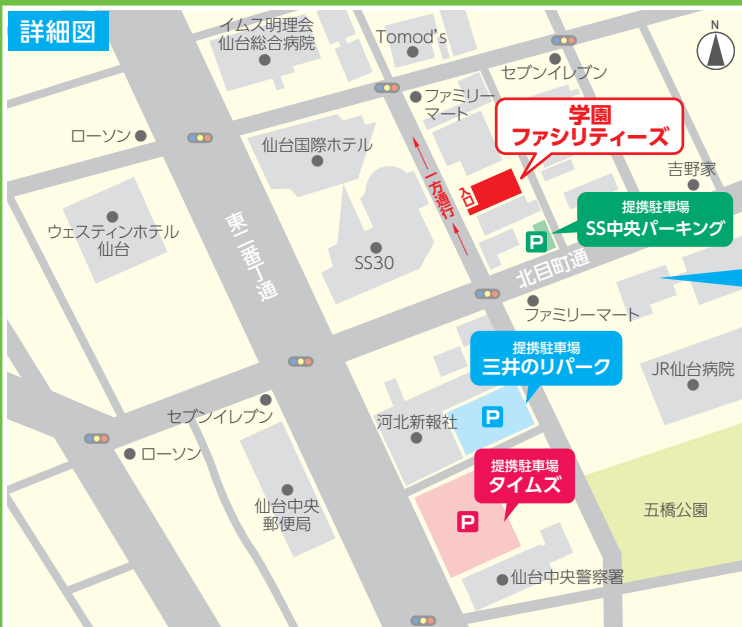 詳細図
イムス明理会
仙台総合病院
Tomod's
セブンイレブン
N
ファミリー
マート
ローソン
仙台国際ホテル
学園
ファシリティーズ
入口
一方通行
吉野家
提携駐車場
SS中央パーキング
P
ウェスティンホテル
仙台
東二番丁通
SS30
北目町通
ファミリーマート
提携駐車場
三井のリパーク
P
JR仙台病院
セブンイレブン
河北新報社
ローソン
提携駐車場
タイムズ
P
仙台中央
郵便局
五橋公園
仙台中央警察署